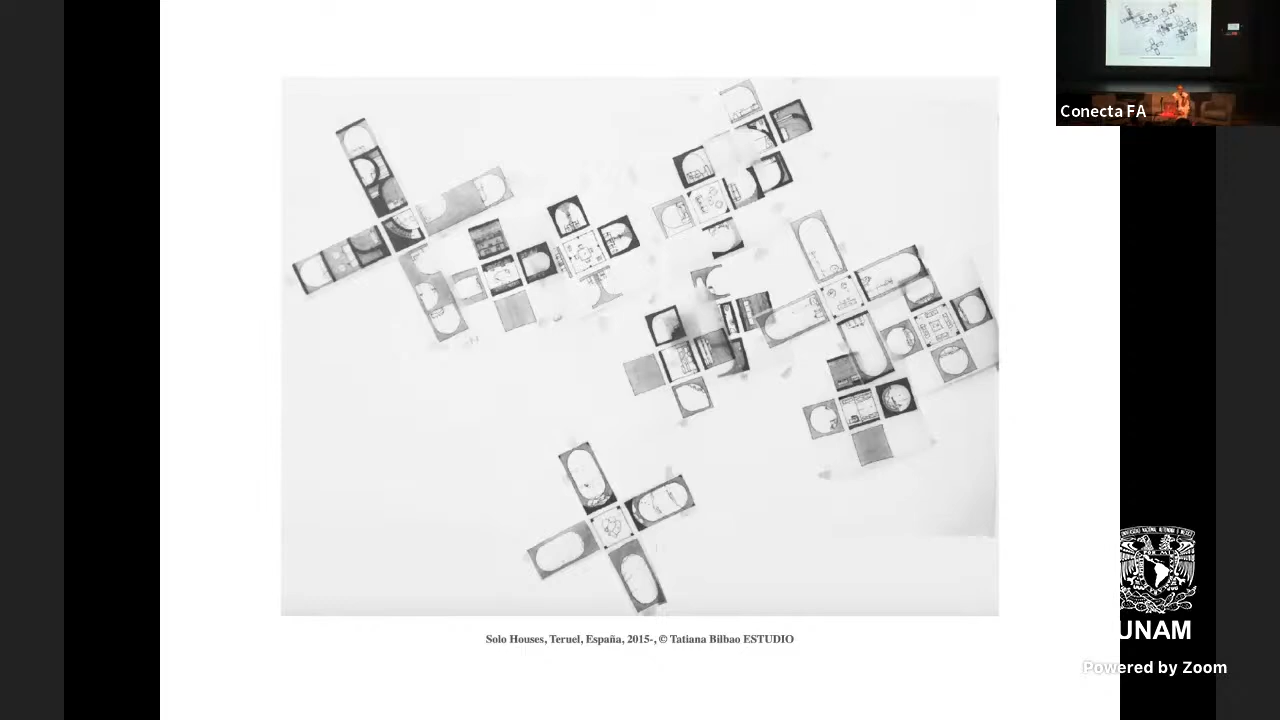 Conecta FA
Solo Houses, Teruel, España, 2015-, © Tatiana Bilbao ESTUDIO
UNAM
Powered by Zoom